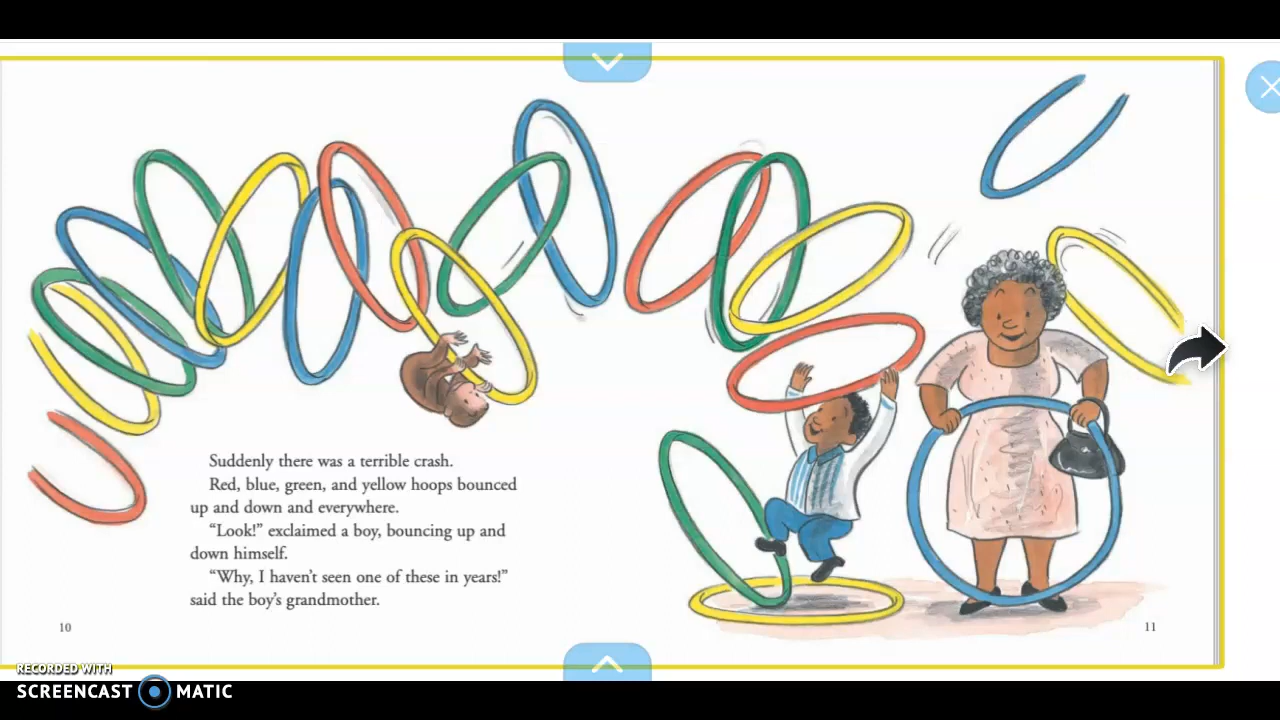 Suddenly there was a terrible crash.
Red, blue, green, and yellow hoops bounced
up and down and everywhere.
“Look!” exclaimed a boy, bouncing up and
down himself.
“Why, I haven’t seen one of these in years!”
said the boy’s grandmother.
10
11
RECORDED WITH
SCREENCAST MATIC